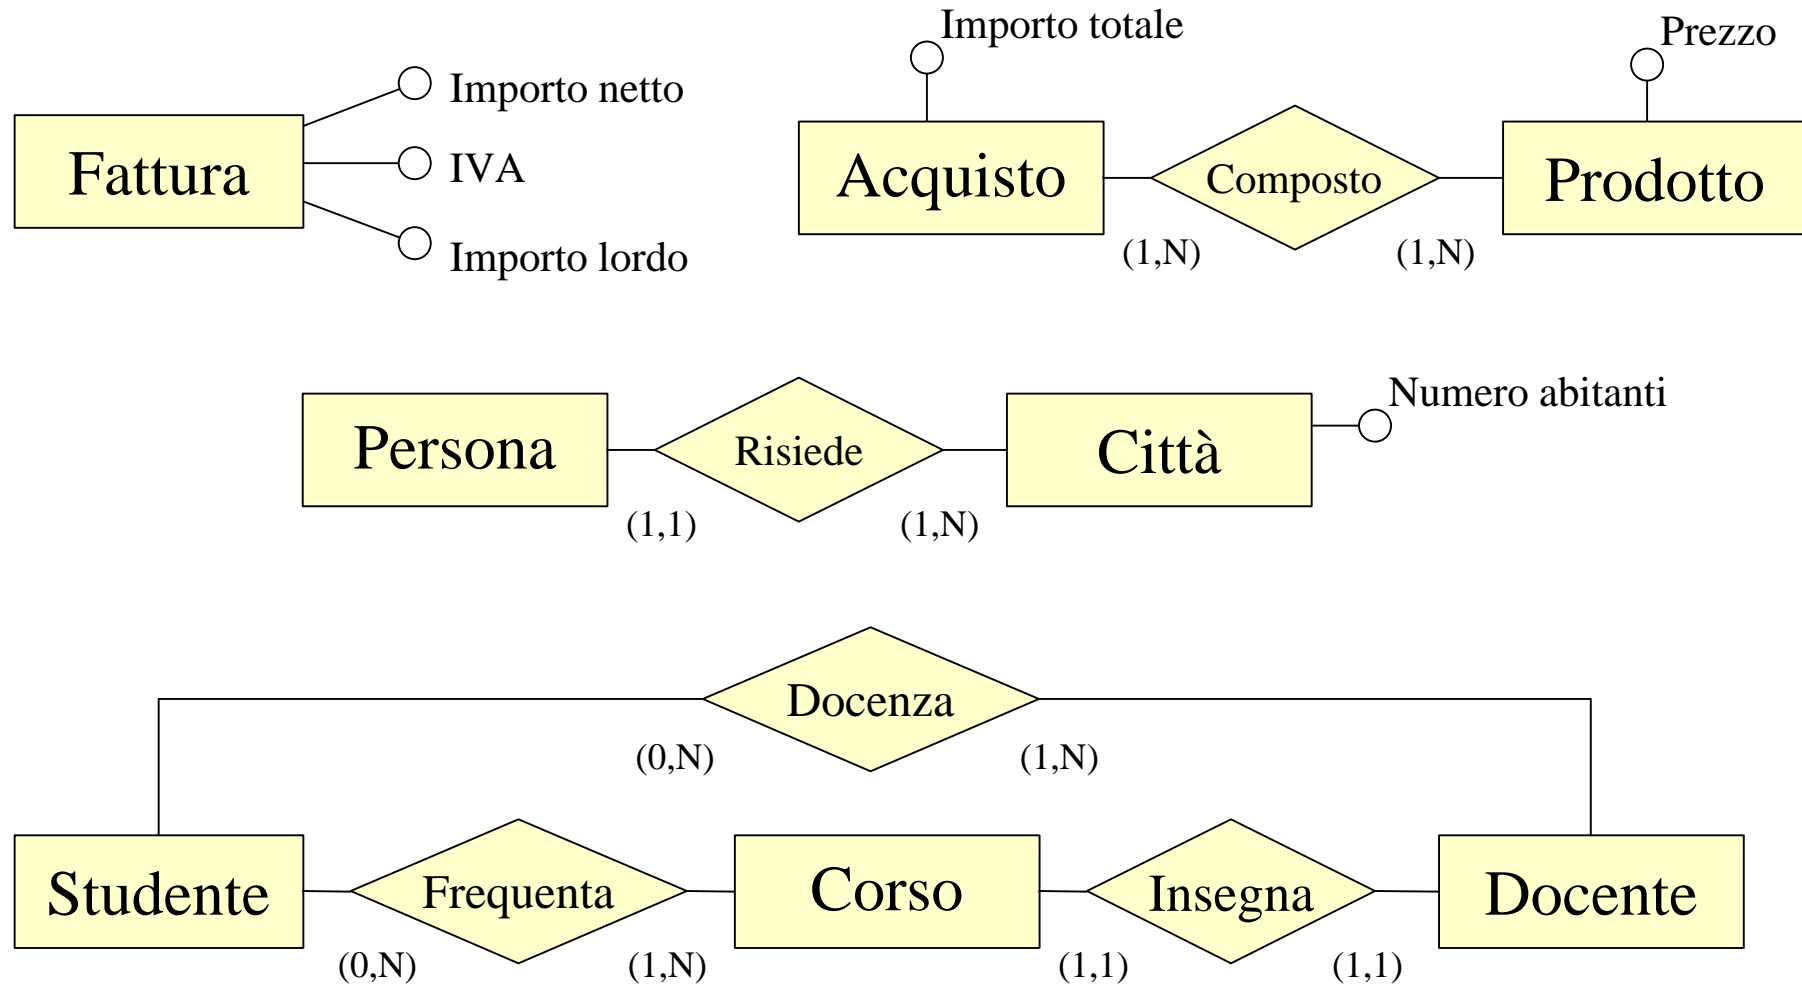 Importo totale
Prezzo
Importo netto
Fattura
IVA
Acquisto
Composto
Prodotto
Importo lordo
(1,N)
(1,N)
Numero abitanti
Persona
Risiede
Città
(1,1)
(1,N)
Docenza
(0,N)
(1,N)
Studente
Frequenta
Corso
Insegna
Docente
(0,N)
(1,N)
(1,1)
(1,1)